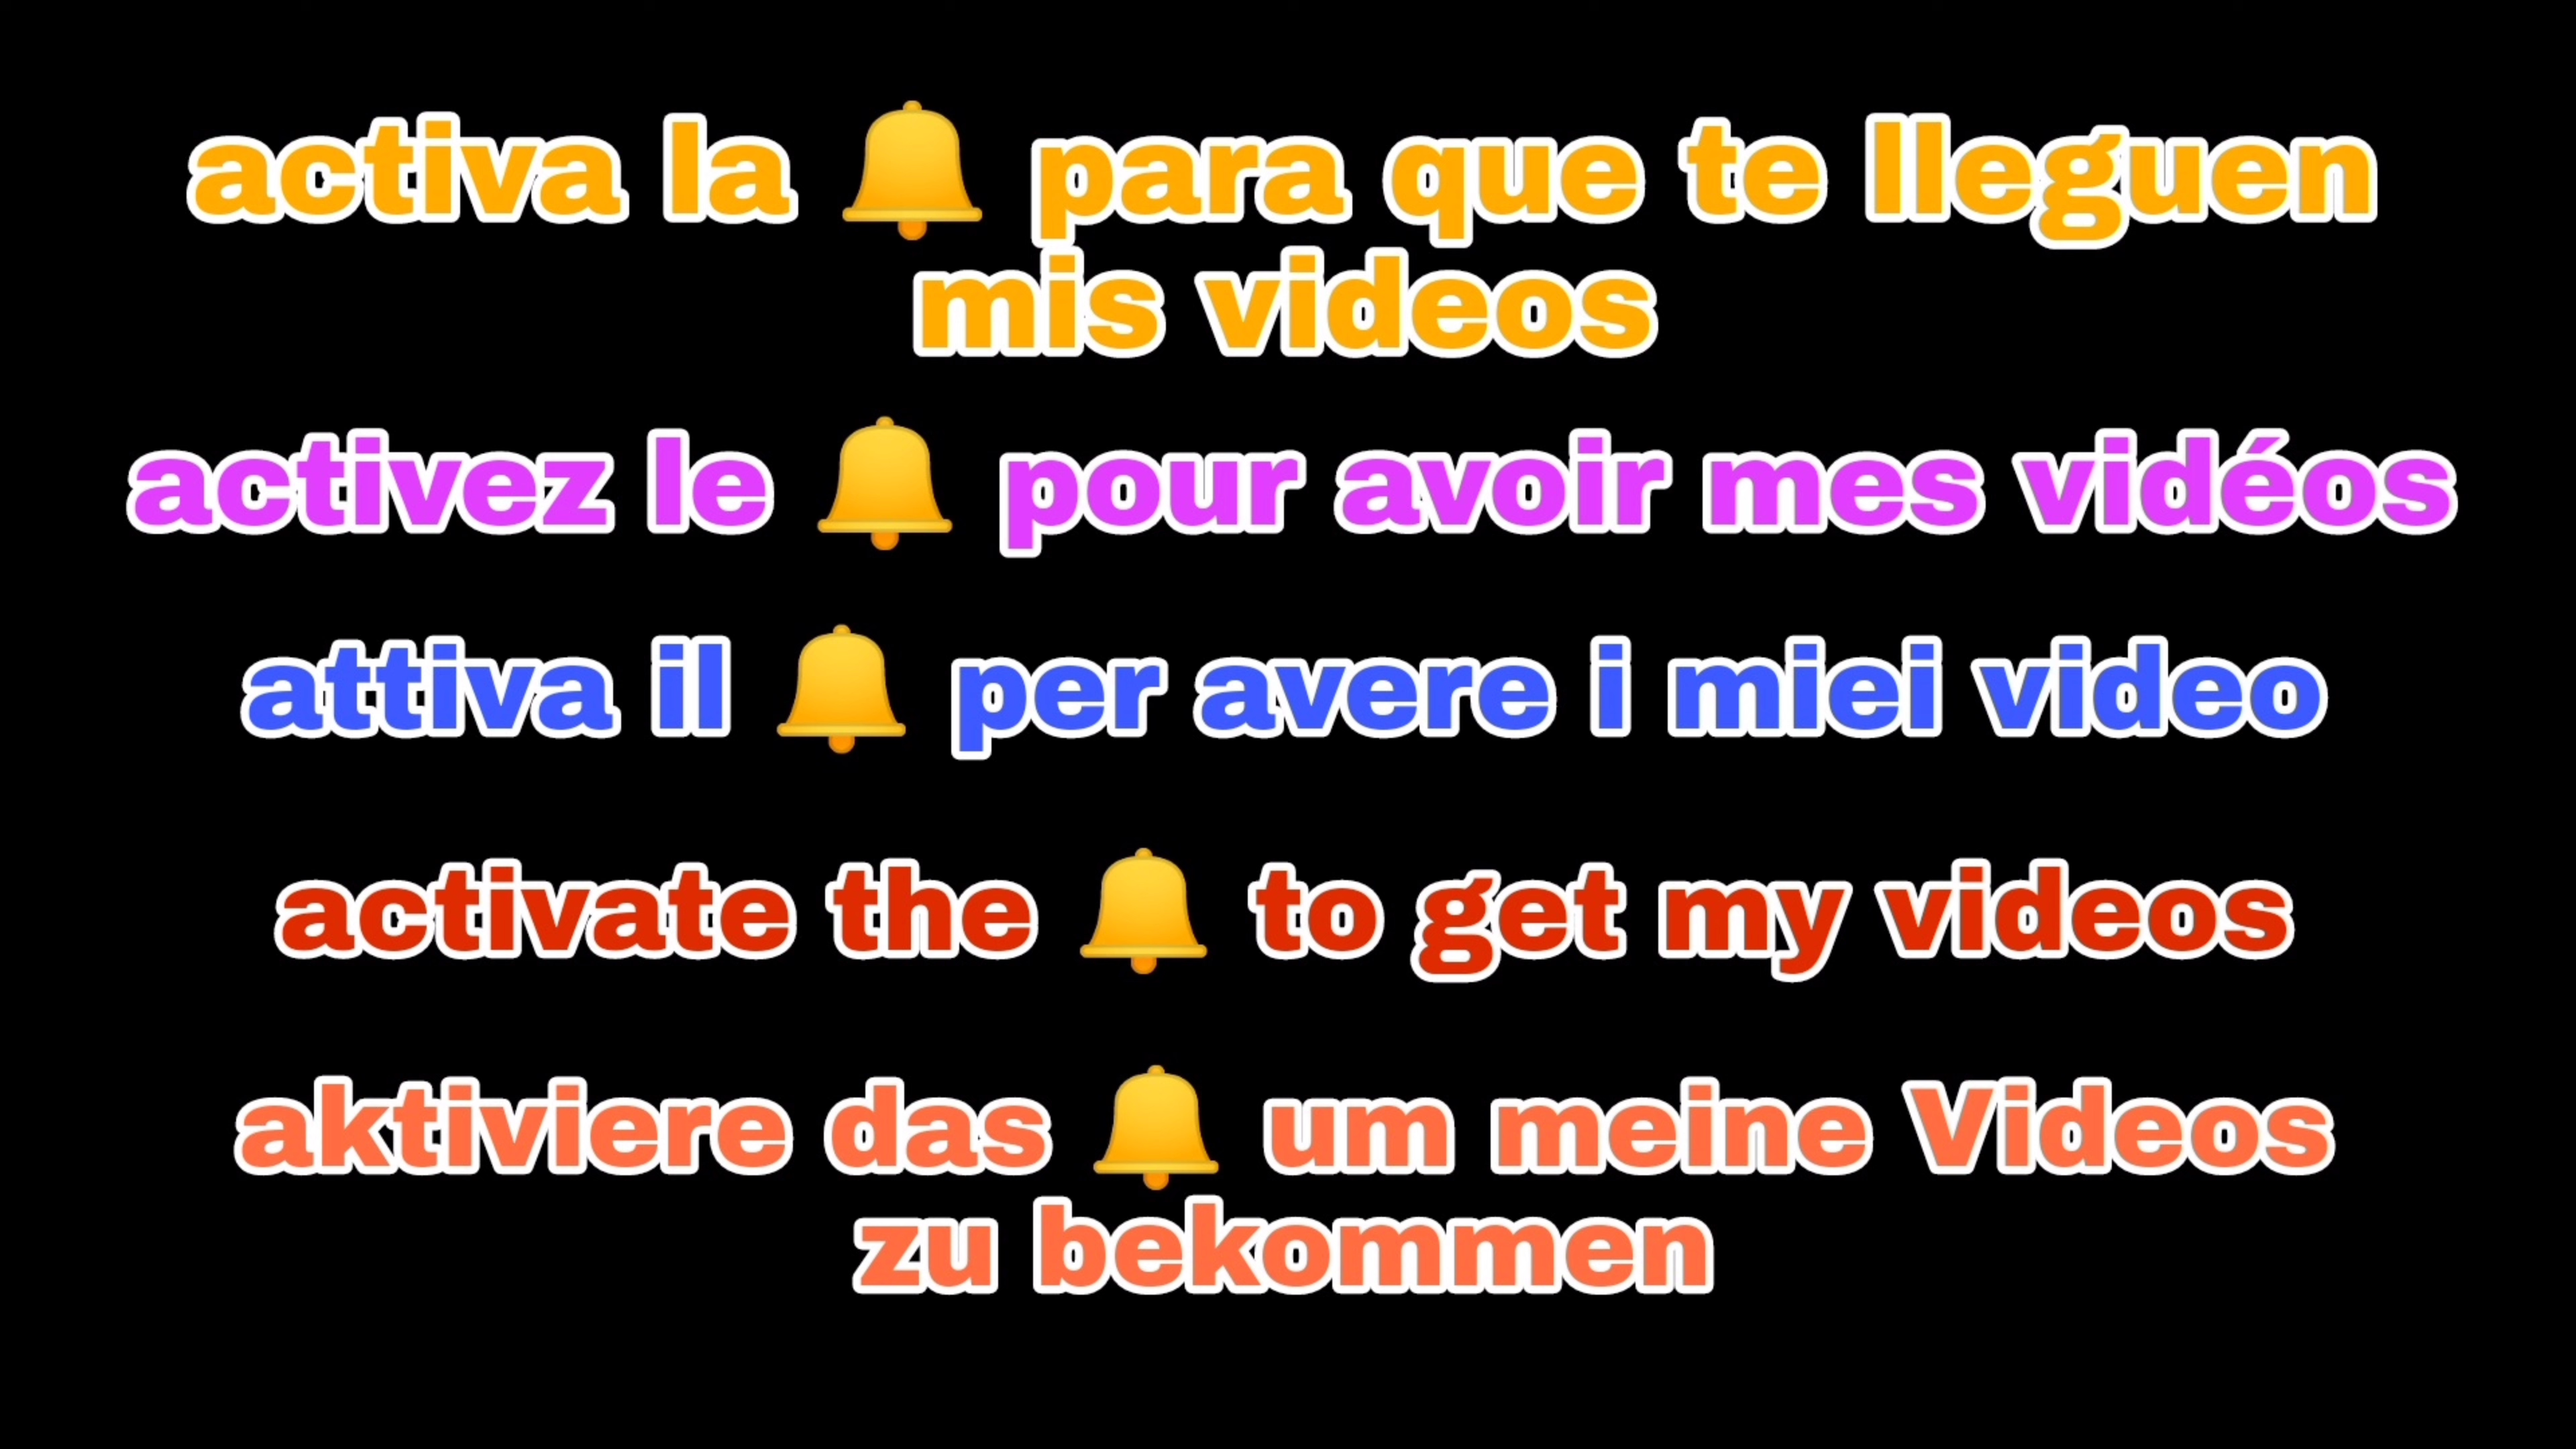 activa la 🔔 para que te lleguen
mis videos
activez le 🔔 pour avoir mes vidéos
attiva il 🔔 per avere i miei video
activate the 🔔 to get my videos
aktiviere das 🔔 um meine Videos
zu bekommen